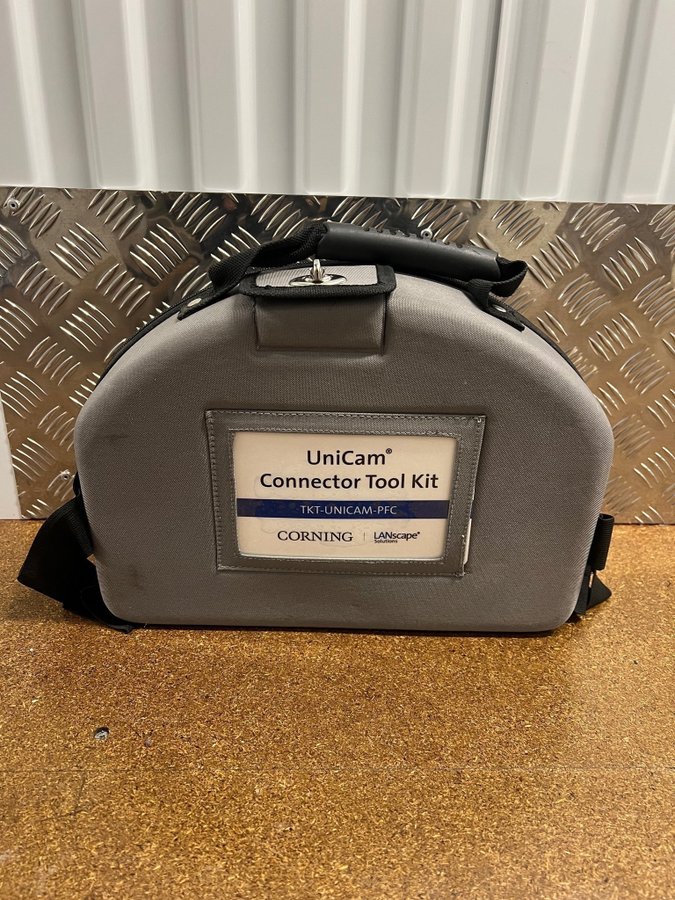 UniCam®
Connector Tool Kit
TKT-UNICAM-PFC
CORNING | LANscape®
Solutions